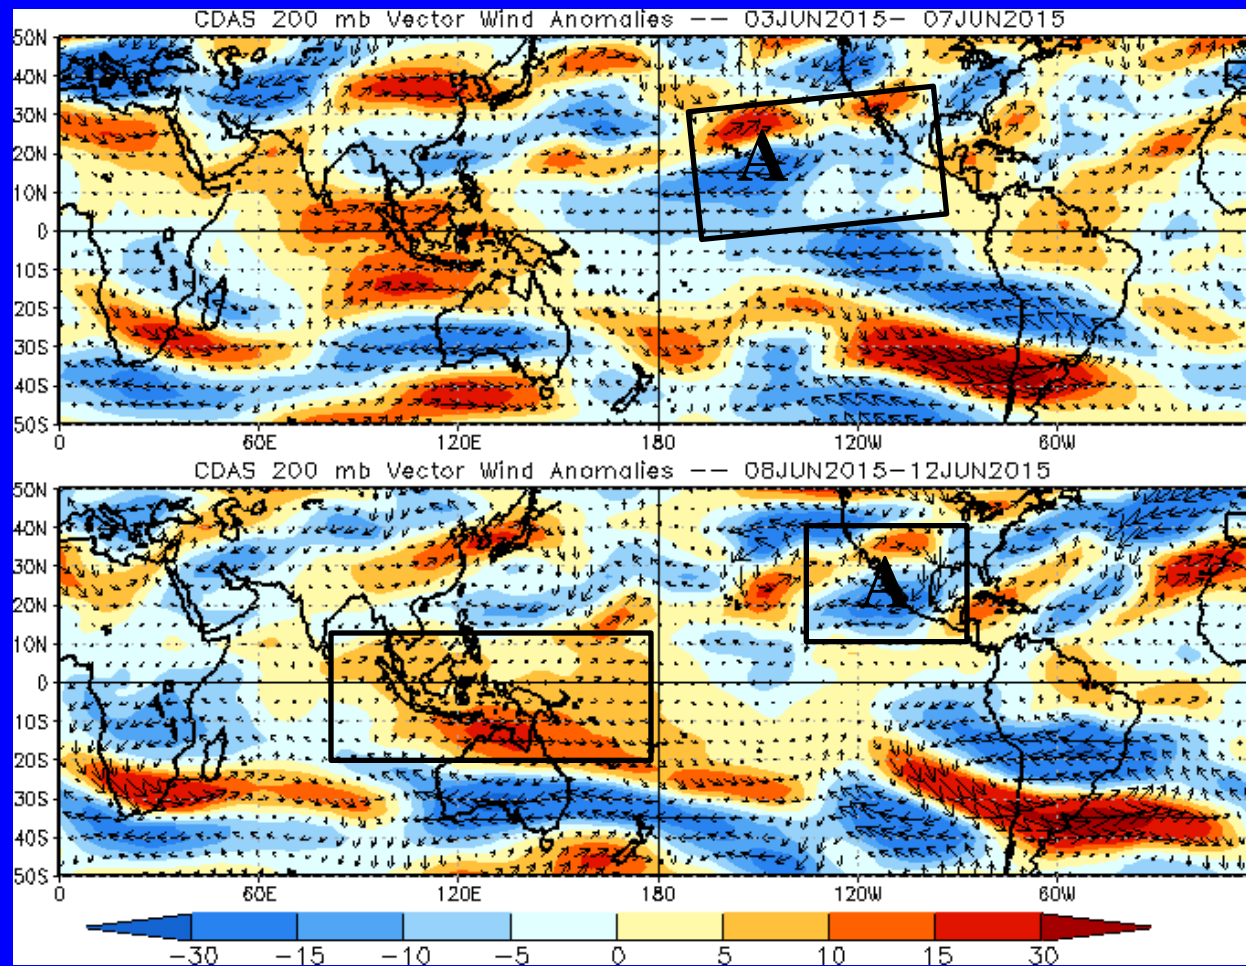 CDAS 200 mb Vector Wind Anomalies -- 03JUN2015- 07JUN2015
50N
40N
30N
A
20N
10N
0
10S
20S
30S
40S
50S
0 60E 120E 180 120W 60W
CDAS 200 mb Vector Wind Anomalies -- 08JUN2015-12JUN2015
50N
40N
30N
A
20N
10N
0
10S
20S
30S
40S
50S
0 60E 120E 180 120W 60W
-30 -15 -10 -5 0 5 10 15 30